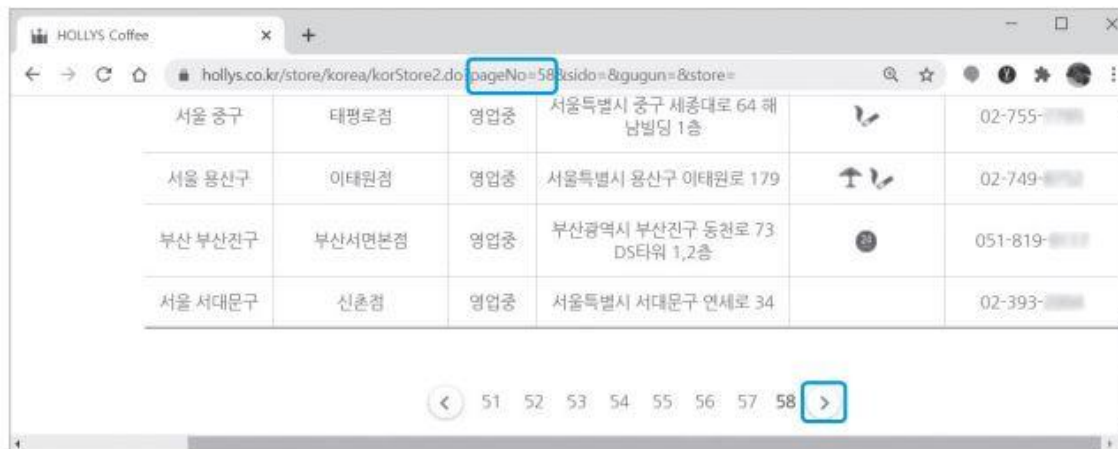 HOLLYS Coffee
hollys.co.kr/store/korea/korStore2.do?pageNo=58&sido=&gugun=&store=
서울 중구 태평로점 영업중 서울특별시 중구 세종대로 64 해
남빌딩 1층 02-755-
서울 용산구 이태원점 영업중 서울특별시 용산구 이태원로 179 02-749-
부산 부산진구 부산서면본점 영업중 부산광역시 부산진구 동천로 73
DS타워 1,2층 24 051-819-
서울 서대문구 신촌점 영업중 서울특별시 서대문구 연세로 34 02-393-
51 52 53 54 55 56 57 58